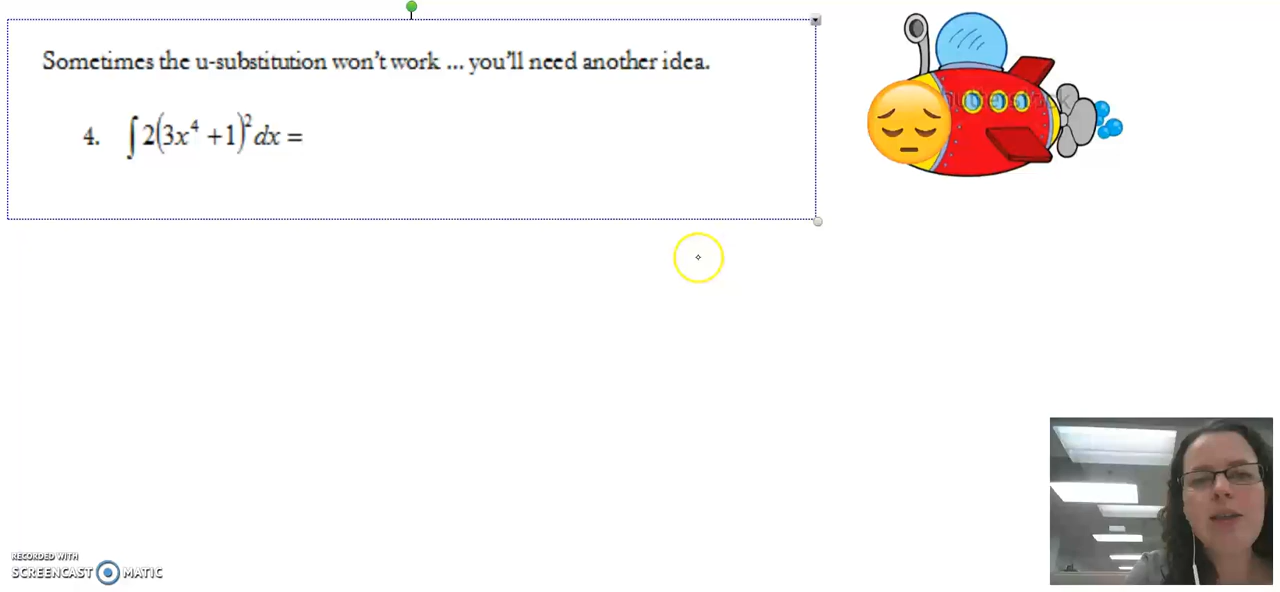 Sometimes the u-substitution won't work ... you'll need another idea.
4. ∫2(3x⁴ +1)² dx =
RECORDED WITH
SCREENCAST MATIC